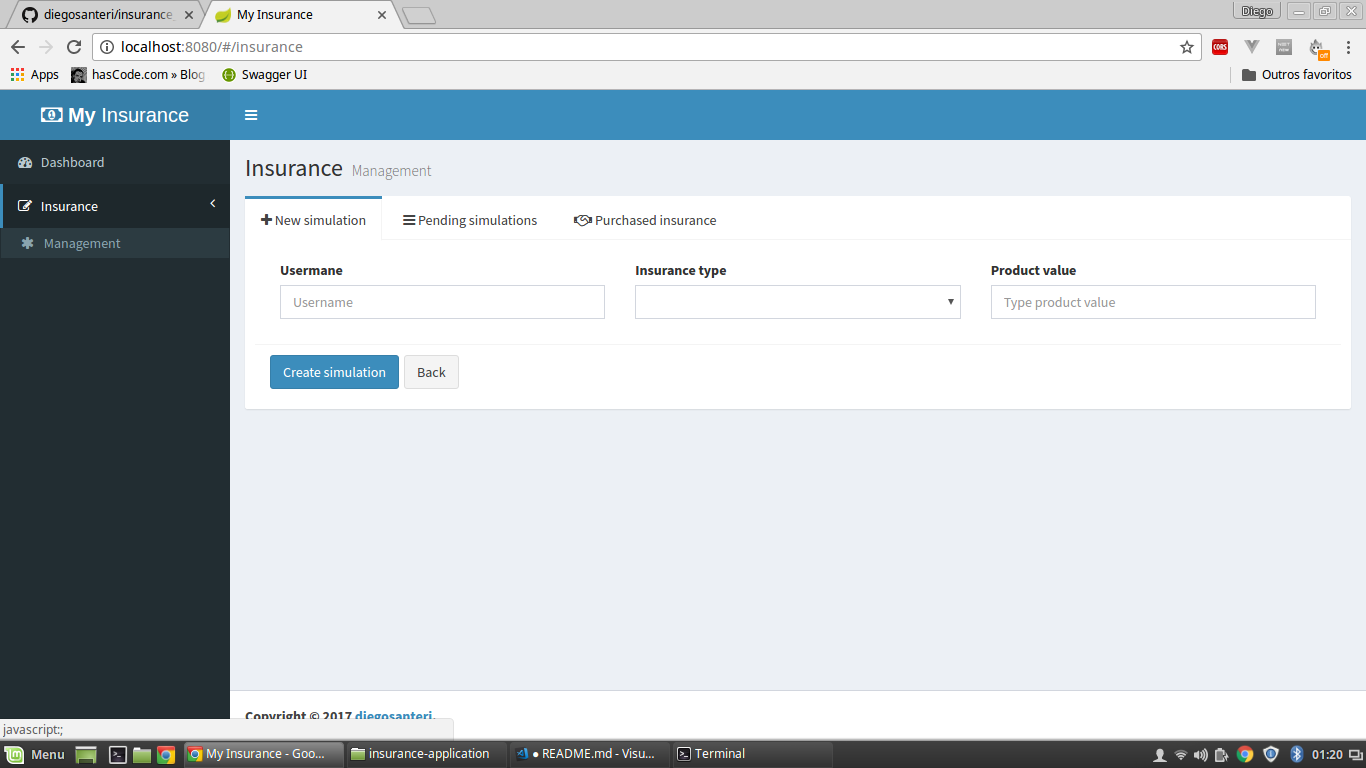 diegosanteri/insurance
My Insurance
Diego
localhost:8080/#/Insurance
CORS
off
Apps
hasCode.com » Blog
Swagger UI
Outros favoritos
My Insurance
Dashboard
Insurance
Management
Insurance Management
New simulation
Pending simulations
Purchased insurance
Usermane
Insurance type
Product value
Username
Type product value
Create simulation
Back
Copyright © 2017 diegosanteri.
javascript:;
Menu
My Insurance - Goo...
insurance-application
● README.md - Visu...
Terminal
01:20